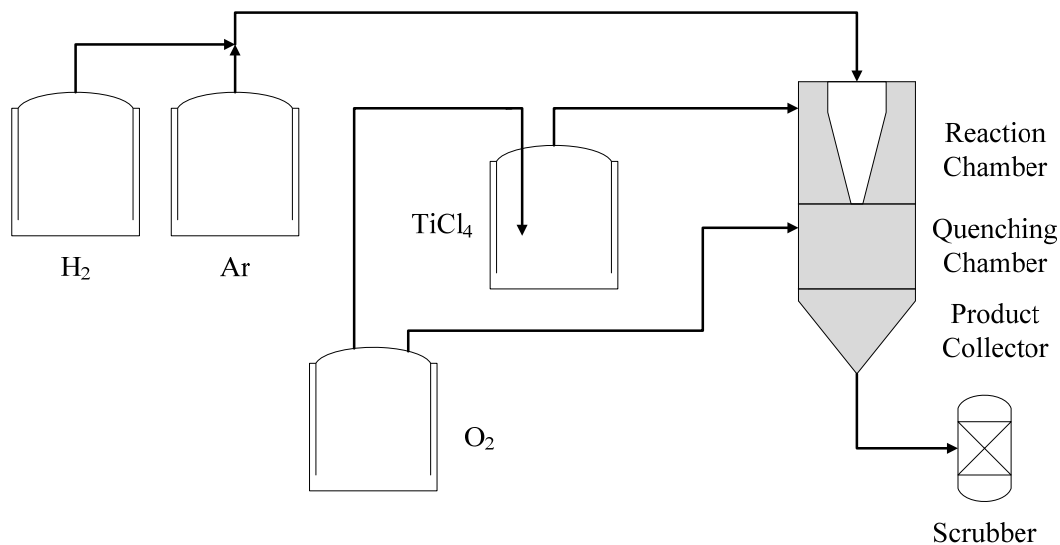 Reaction
Chamber
TiCl₄
Quenching
Chamber
H₂
Ar
Product
Collector
O₂
Scrubber